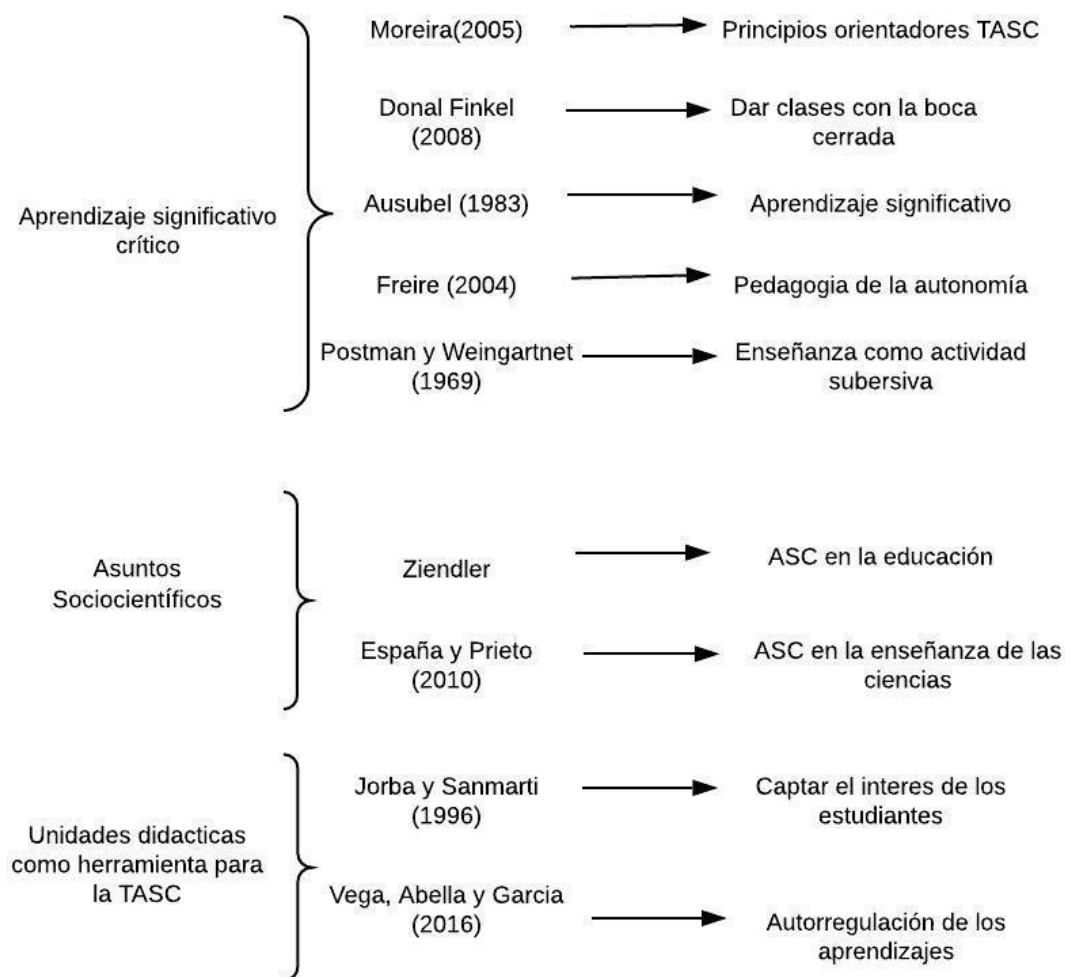 Moreira(2005)
Principios orientadores TASC
Donal Finkel
(2008)
Dar clases con la boca
cerrada
Aprendizaje significativo
crítico
Ausubel (1983)
Aprendizaje significativo
Freire (2004)
Pedagogia de la autonomía
Postman y Weingartnet
(1969)
Enseñanza como actividad
subersiva
Asuntos
Sociocientíficos
Ziendler
ASC en la educación
España y Prieto
(2010)
ASC en la enseñanza de las
ciencias
Unidades didacticas
como herramienta para
la TASC
Jorba y Sanmarti
(1996)
Captar el interes de los
estudiantes
Vega, Abella y Garcia
(2016)
Autorregulación de los
aprendizajes